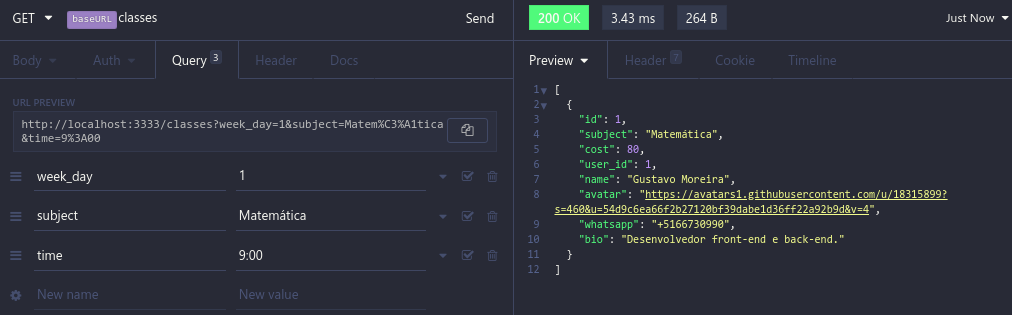 GET baseURL classes Send
Body Auth Query 3 Header Docs
URL PREVIEW
http://localhost:3333/classes?week_day=1&subject=Matem%C3%A1tica
&time=9%3A00
week_day 1
subject Matemática
time 9:00
New name New value
200 OK 3.43 ms 264 B Just Now
Preview Header 7 Cookie Timeline
1 [
2 {
3 "id": 1,
4 "subject": "Matemática",
5 "cost": 80,
6 "user_id": 1,
7 "name": "Gustavo Moreira",
8 "avatar": "https://avatars1.githubusercontent.com/u/18315899?
s=460&u=54d9c6ea66f2b27120bf39dabe1d36ff22a92b9d&v=4",
9 "whatsapp": "+5166730990",
10 "bio": "Desenvolvedor front-end e back-end."
11 }
12 ]